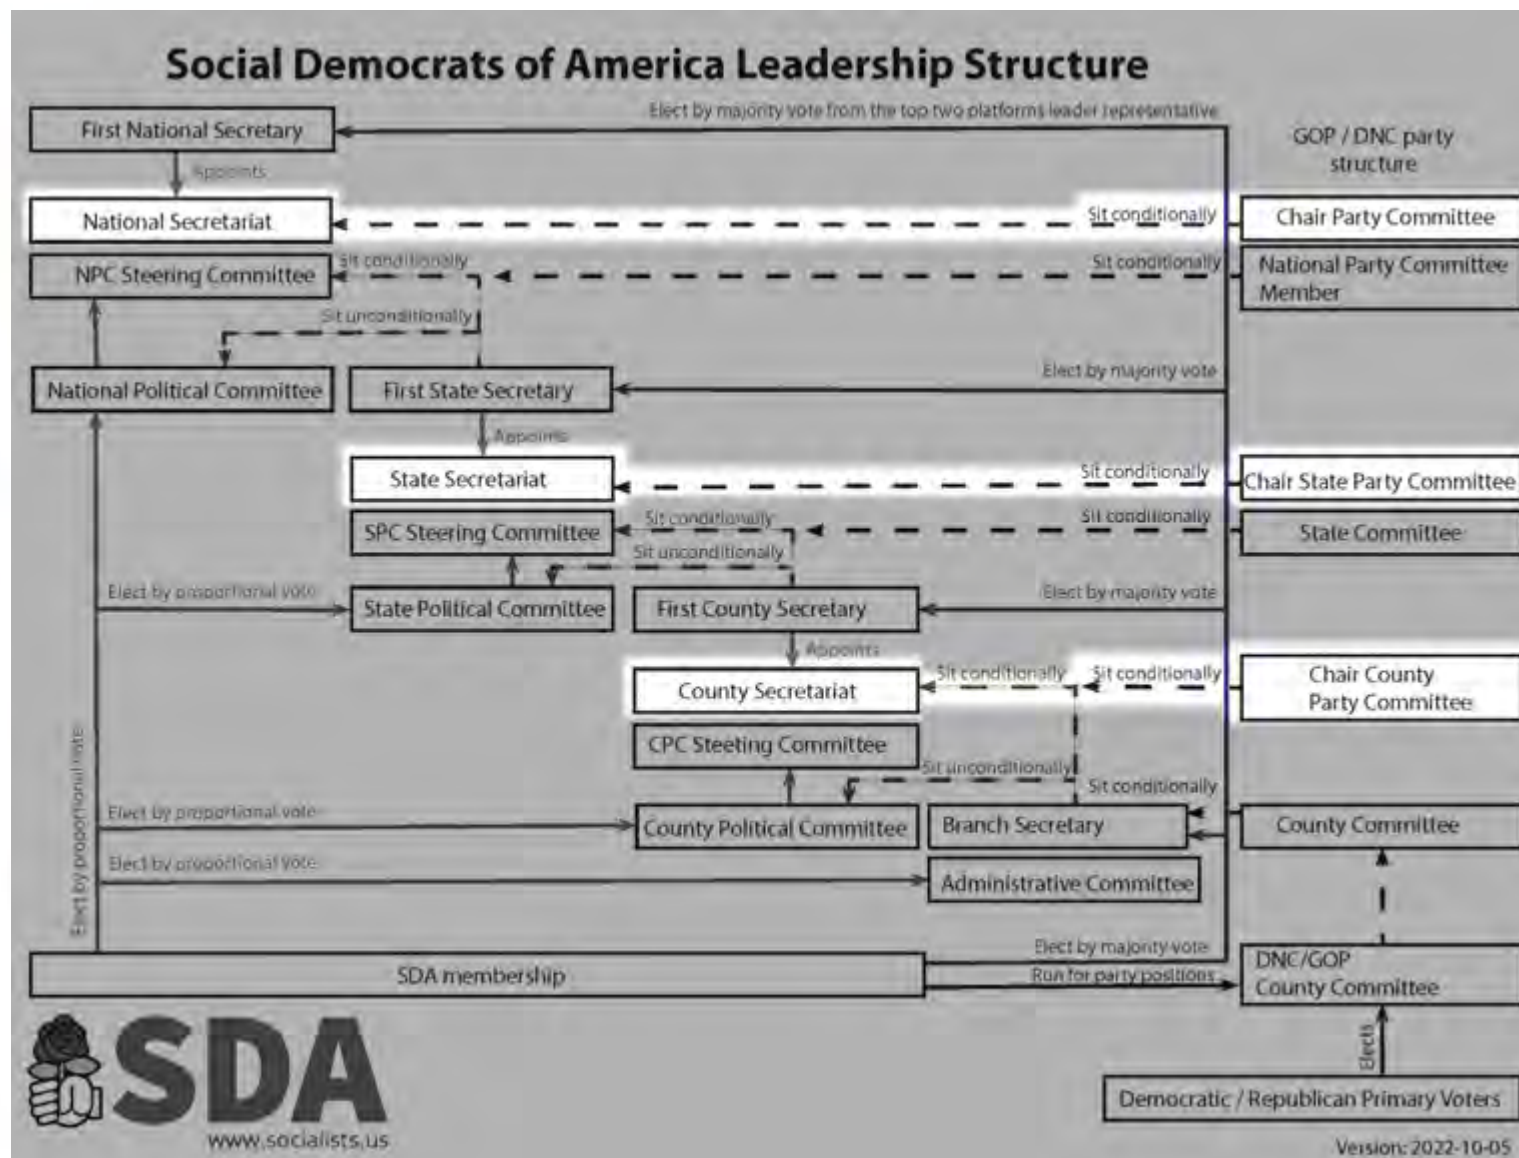 Social Democrats of America Leadership Structure
Elect by majority vote from the top two platforms leader representative
First National Secretary
GOP / DNC party
structure
Appoints
National Secretariat
Sit conditionally
Chair Party Committee
NPC Steering Committee
Sit conditionally
Sit conditionally
National Party Committee
Member
Sit unconditionally
National Political Committee
First State Secretary
Elect by majority vote
Appoints
State Secretariat
Sit conditionally
Chair State Party Committee
SPC Steering Committee
Sit conditionally
Sit conditionally
State Committee
Sit unconditionally
Elect by proportional vote
State Political Committee
First County Secretary
Elect by majority vote
Appoints
County Secretariat
Sit conditionally
Sit conditionally
Chair County
Party Committee
CPC Steeting Committee
Sit unconditionally
Sit conditionally
Elect by proportional vote
County Political Committee
Branch Secretary
County Committee
Elect by proportional vote
Administrative Committee
Elect by proportional vote
SDA membership
Elect by majority vote
Run for party positions
DNC/GOP
County Committee
Elects
Democratic / Republican Primary Voters
SDA
www.socialists.us
Version: 2022-10-05